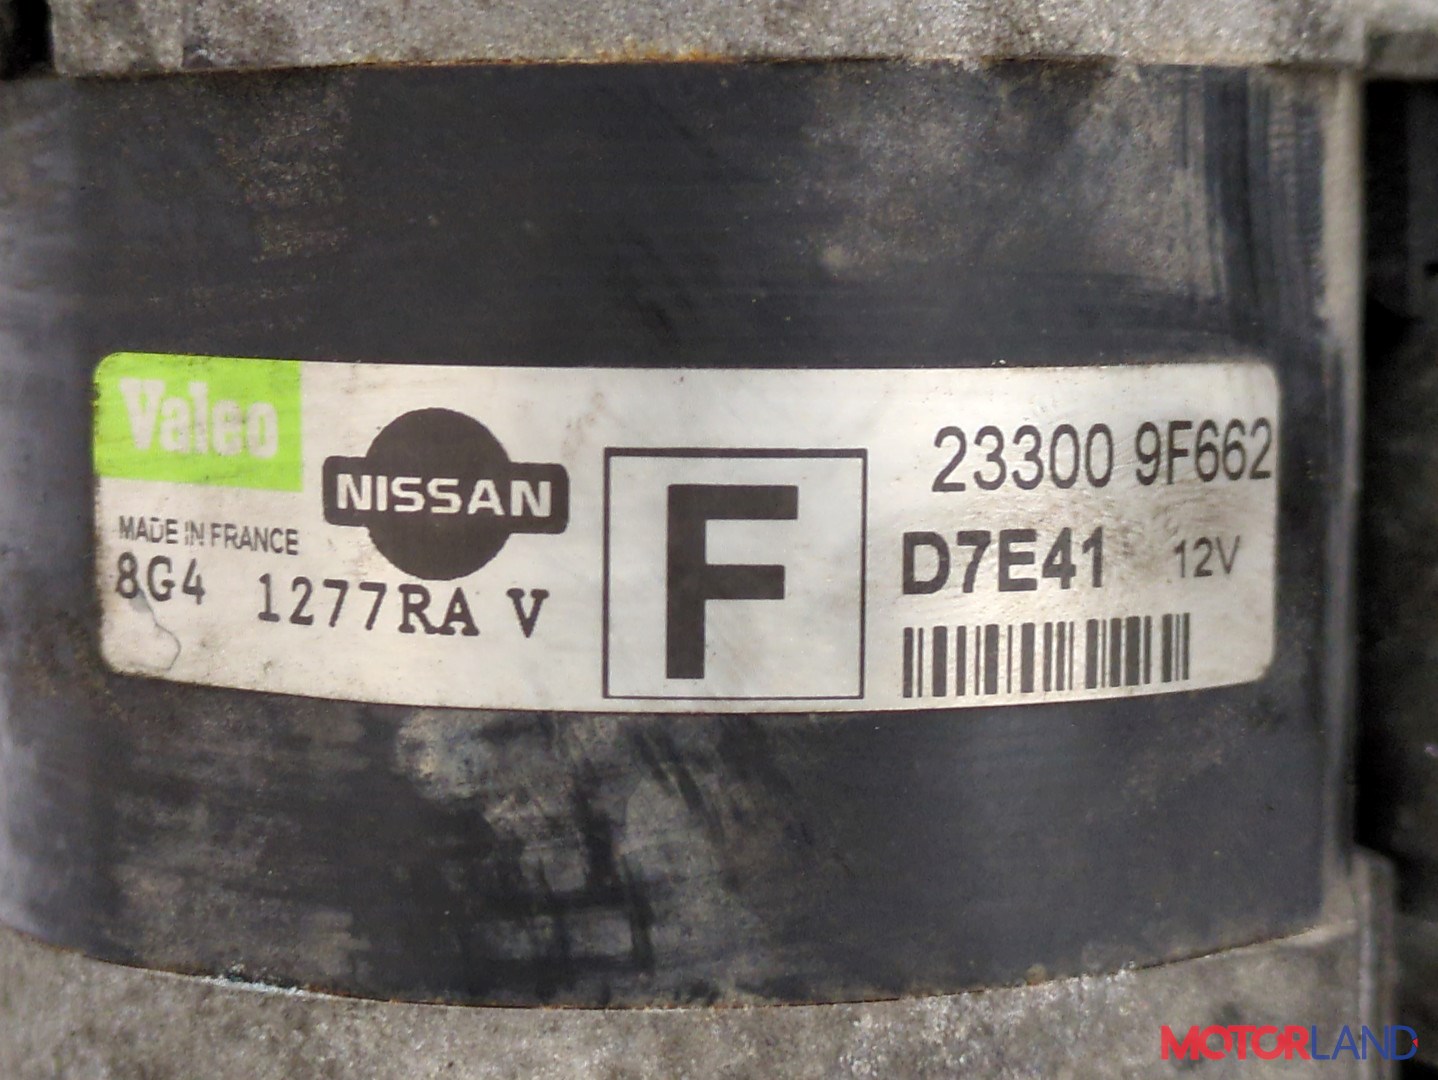 Valeo
NISSAN
MADE IN FRANCE
8G4 1277RA V
F
23300 9F662
D7E41 12V
MOTORLAND